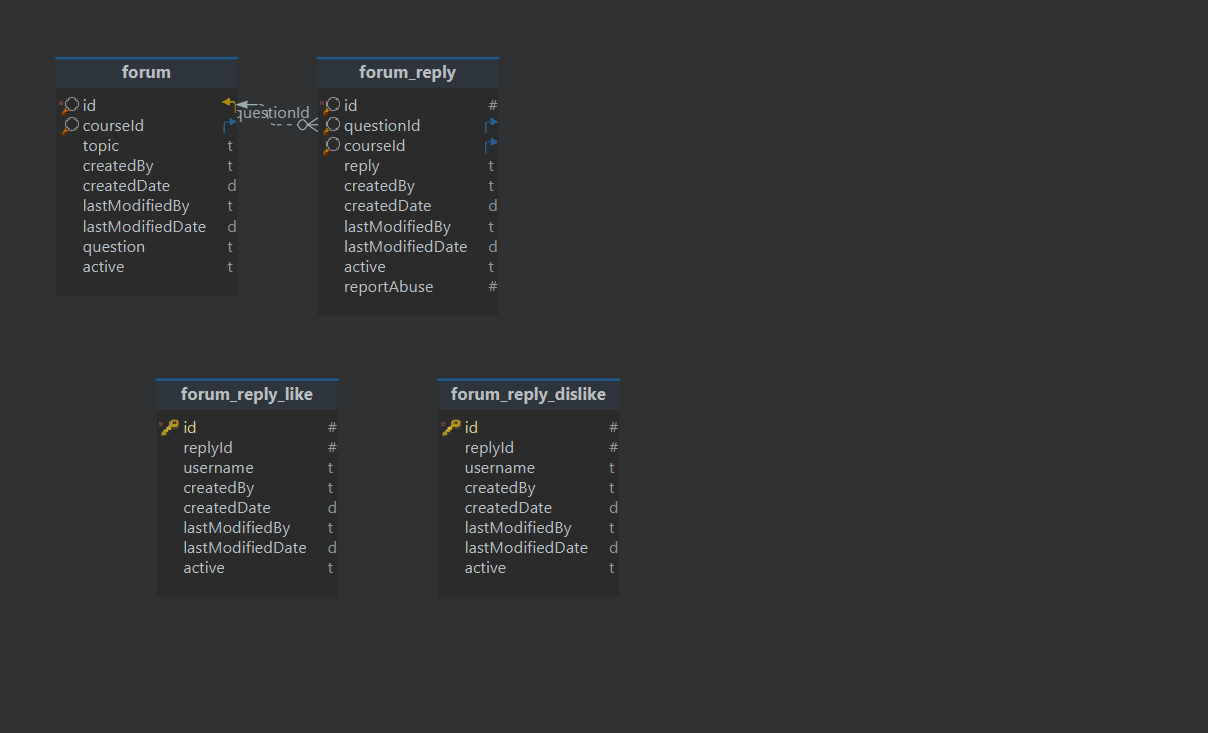 forum
id
courseId
topic t
createdBy t
createdDate d
lastModifiedBy t
lastModifiedDate d
question t
active t
questionId
forum_reply
id #
questionId
courseId
reply t
createdBy t
createdDate d
lastModifiedBy t
lastModifiedDate d
active t
reportAbuse #
forum_reply_like
id #
replyId #
username t
createdBy t
createdDate d
lastModifiedBy t
lastModifiedDate d
active t
forum_reply_dislike
id #
replyId #
username t
createdBy t
createdDate d
lastModifiedBy t
lastModifiedDate d
active t